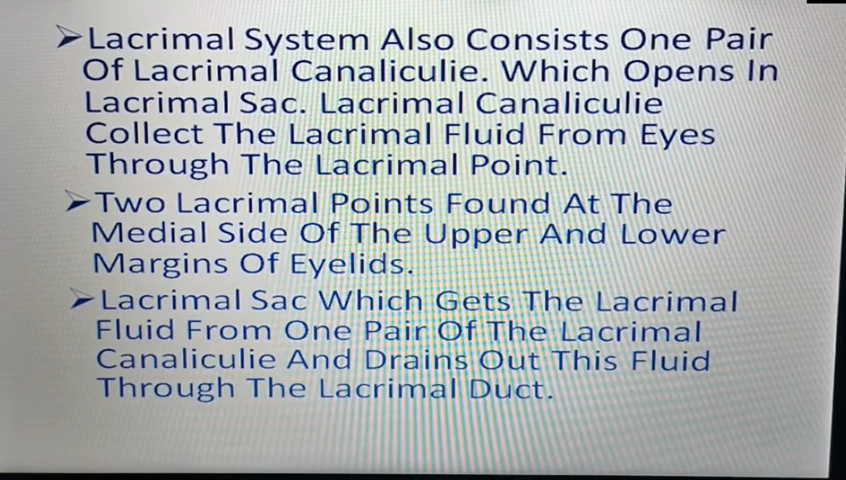 ➢Lacrimal System Also Consists One Pair
Of Lacrimal Canaliculie. Which Opens In
Lacrimal Sac. Lacrimal Canaliculie
Collect The Lacrimal Fluid From Eyes
Through The Lacrimal Point.
➢Two Lacrimal Points Found At The
Medial Side Of The Upper And Lower
Margins Of Eyelids.
➢Lacrimal Sac Which Gets The Lacrimal
Fluid From One Pair Of The Lacrimal
Canaliculie And Drains Out This Fluid
Through The Lacrimal Duct.